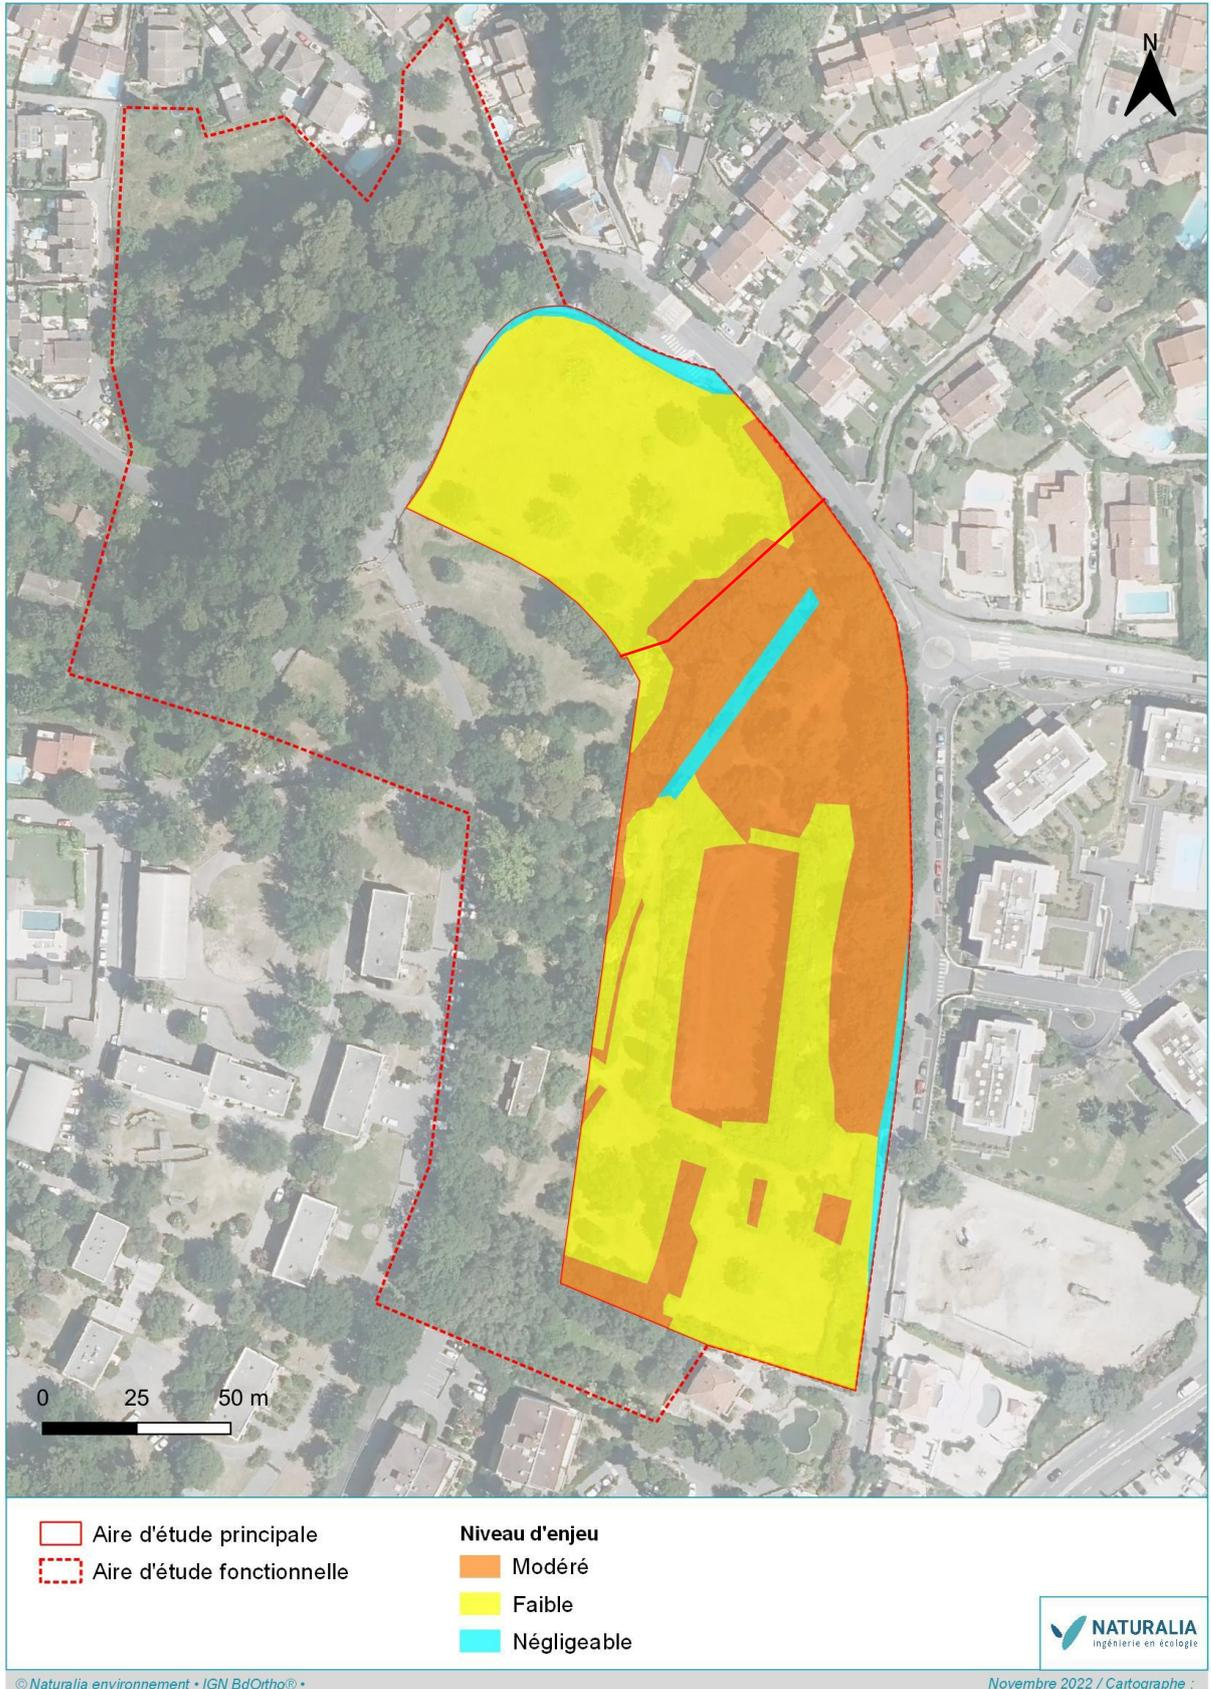 N
0 25 50 m
Aire d'étude principale
Aire d'étude fonctionnelle
Niveau d'enjeu
Modéré
Faible
Négligeable
NATURALIA
ingénierie en écologie
© Naturalia environnement • IGN BdOrtho® •
Novembre 2022 / Cartographe :